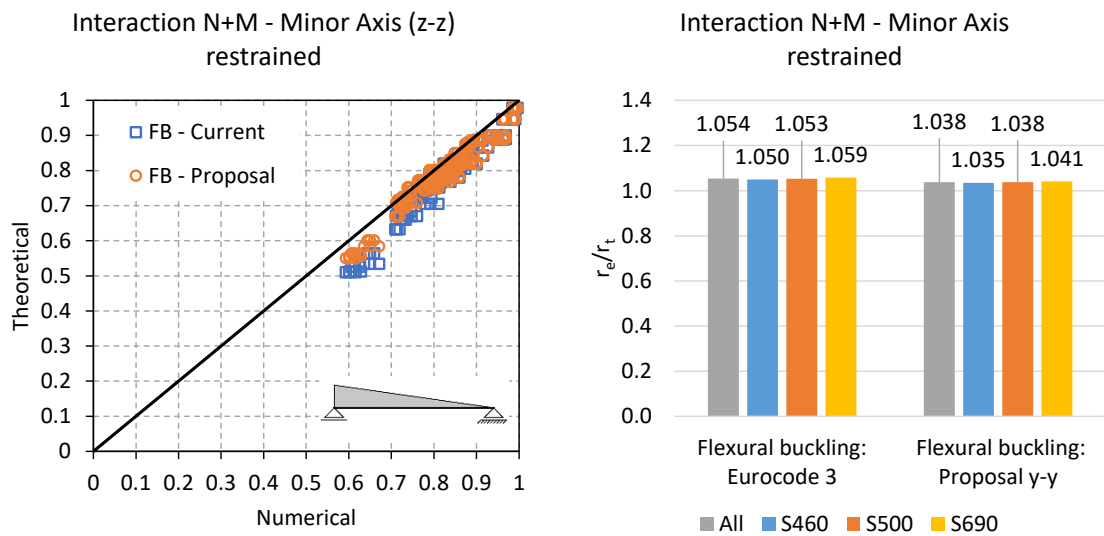 Interaction N+M - Minor Axis (z-z)
restrained
1
0.9
0.8
0.7
0.6
0.5
0.4
0.3
0.2
0.1
0
Theoretical
FB - Current
FB - Proposal
0 0.1 0.2 0.3 0.4 0.5 0.6 0.7 0.8 0.9 1
Numerical
Interaction N+M - Minor Axis
restrained
1.4
1.2
1.0
0.8
0.6
0.4
0.2
0.0
re/rt
1.054 1.053 1.038 1.038
1.050 1.059 1.035 1.041
Flexural buckling: Flexural buckling:
Eurocode 3 Proposal y-y
All S460 S500 S690